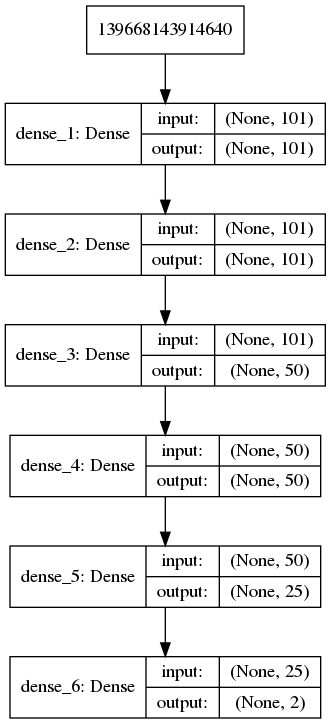 139668143914640
dense_1: Dense
input: (None, 101)
output: (None, 101)
dense_2: Dense
input: (None, 101)
output: (None, 101)
dense_3: Dense
input: (None, 101)
output: (None, 50)
dense_4: Dense
input: (None, 50)
output: (None, 50)
dense_5: Dense
input: (None, 50)
output: (None, 25)
dense_6: Dense
input: (None, 25)
output: (None, 2)